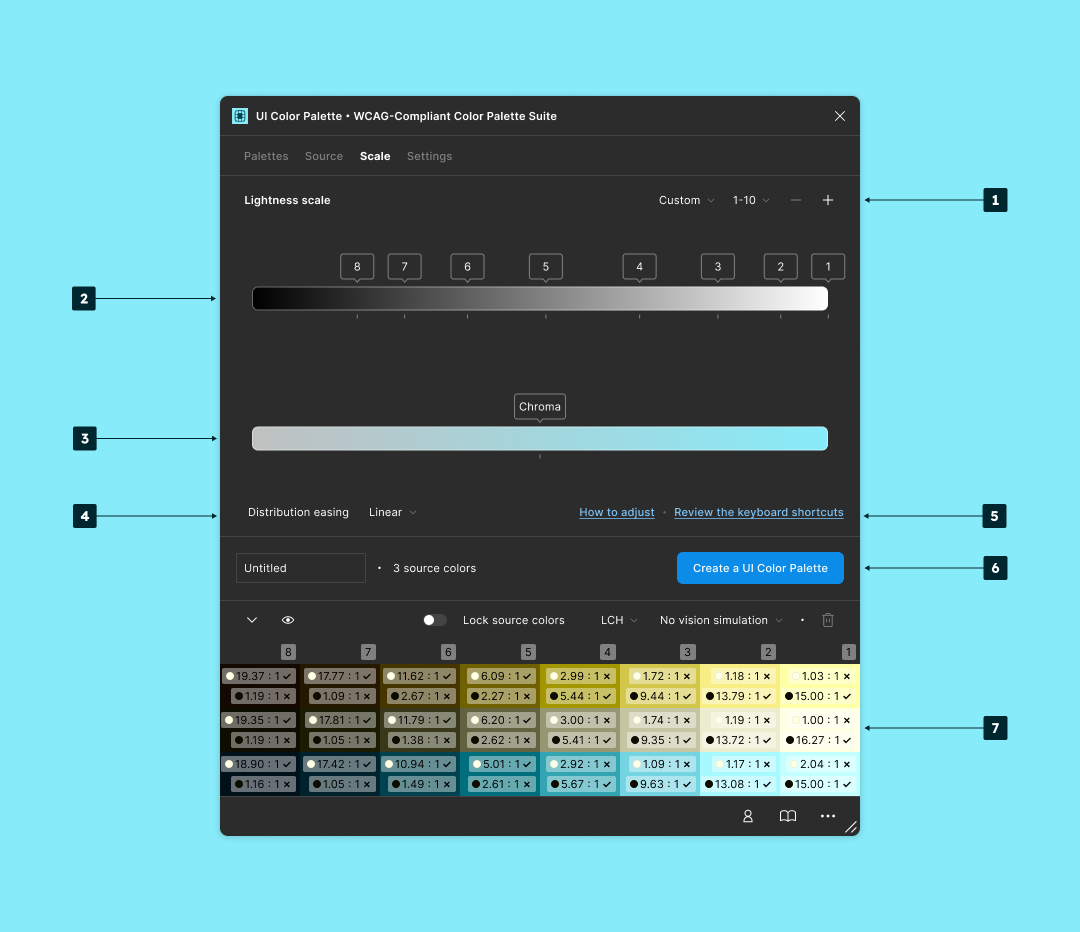 UI Color Palette • WCAG-Compliant Color Palette Suite
Palettes Source Scale Settings
Lightness scale Custom 1-10
1
8 7 6 5 4 3 2 1
2
Chroma
3
Distribution easing Linear How to adjust • Review the keyboard shortcuts
4
5
Untitled • 3 source colors Create a UI Color Palette
6
Lock source colors LCH No vision simulation •
8 7 6 5 4 3 2 1
19.37 : 1 ✓ 17.77 : 1 ✓ 11.62 : 1 ✓ 6.09 : 1 ✓ 2.99 : 1 × 1.72 : 1 × 1.18 : 1 × 1.03 : 1 ×
1.19 : 1 × 1.09 : 1 × 2.67 : 1 × 2.27 : 1 × 5.44 : 1 ✓ 9.44 : 1 ✓ 13.79 : 1 ✓ 15.00 : 1 ✓
19.35 : 1 ✓ 17.81 : 1 ✓ 11.79 : 1 ✓ 6.20 : 1 ✓ 3.00 : 1 × 1.74 : 1 × 1.19 : 1 × 1.00 : 1 ×
1.19 : 1 × 1.05 : 1 × 1.38 : 1 × 2.62 : 1 × 5.41 : 1 ✓ 9.35 : 1 ✓ 13.72 : 1 ✓ 16.27 : 1 ✓
7
18.90 : 1 ✓ 17.42 : 1 ✓ 10.94 : 1 ✓ 5.01 : 1 ✓ 2.92 : 1 × 1.09 : 1 × 1.17 : 1 × 2.04 : 1 ×
1.16 : 1 × 1.05 : 1 × 1.49 : 1 × 2.61 : 1 × 5.67 : 1 ✓ 9.63 : 1 ✓ 13.08 : 1 ✓ 15.00 : 1 ✓